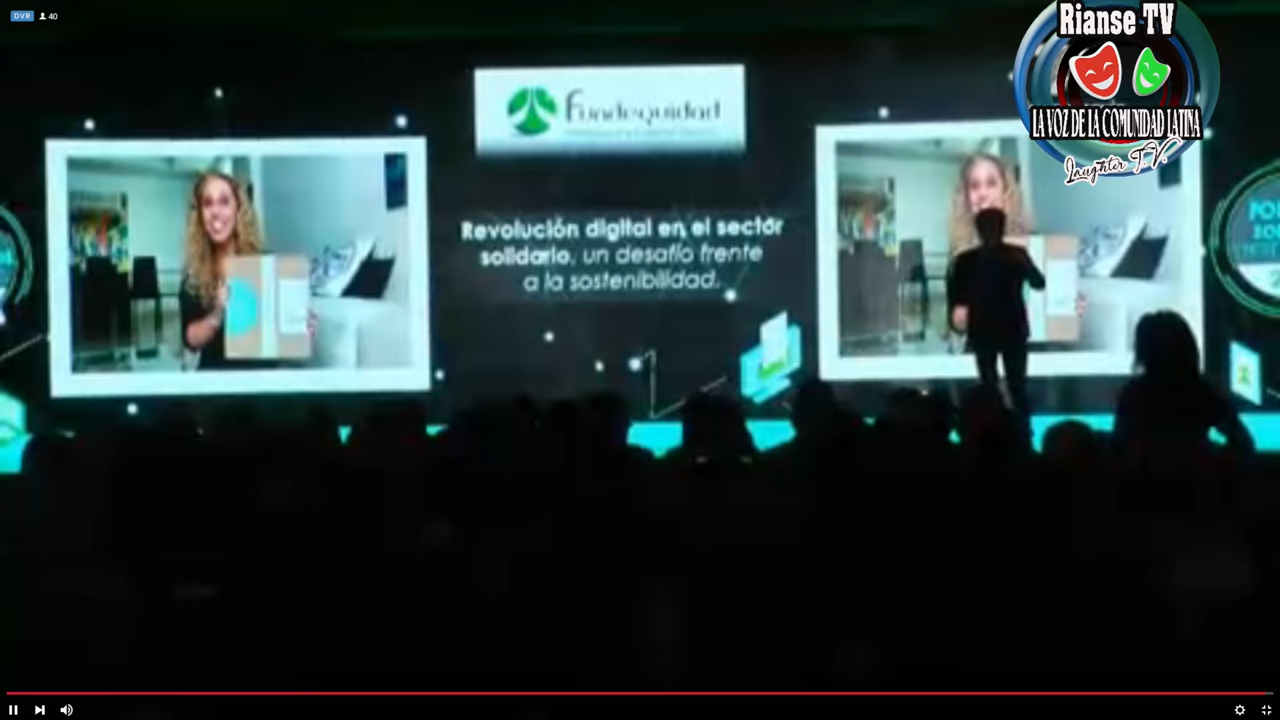 DVR 40
Rianse TV
LA VOZ DE LA COMUNIDAD LATINA
Laughter T.V.
Fundequidad
Revolución digital en el sector
solidario, un desafío frente
a la sostenibilidad.